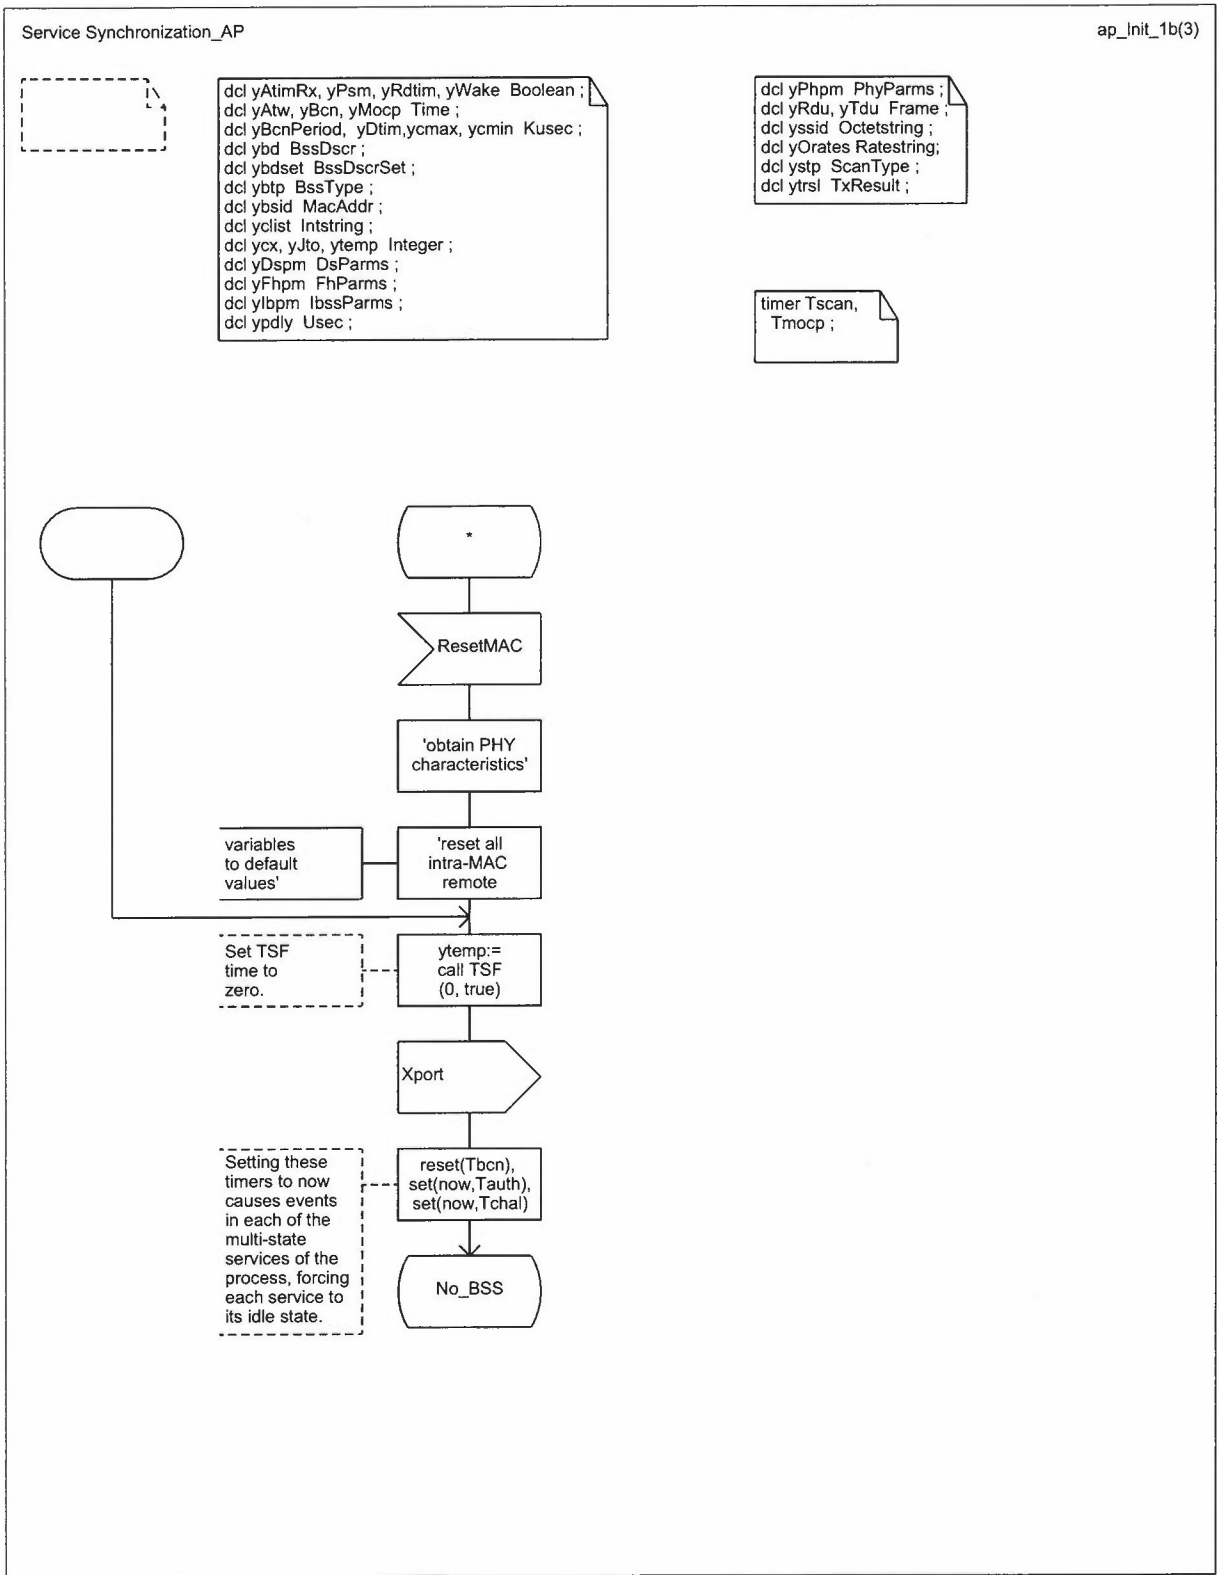 Service Synchronization_AP
ap_Init_1b(3)
dcl yAtimRx, yPsm, yRdtim, yWake Boolean ;
dcl yAtw, yBcn, yMocp Time ;
dcl yBcnPeriod, yDtim,ycmax, ycmin Kusec ;
dcl ybd BssDscr ;
dcl ybdset BssDscrSet ;
dcl ybtp BssType ;
dcl ybsid MacAddr ;
dcl yclist Intstring ;
dcl ycx, yJto, ytemp Integer ;
dcl yDspm DsParms ;
dcl yFhpm FhParms ;
dcl yIbpm IbssParms ;
dcl ypdly Usec ;
dcl yPhpm PhyParms ;
dcl yRdu, yTdu Frame ;
dcl yssid Octetstring ;
dcl yOrates Ratestring;
dcl ystp ScanType ;
dcl ytrsl TxResult ;
timer Tscan,
Tmocp ;
*
ResetMAC
'obtain PHY
characteristics'
variables
to default
values'
'reset all
intra-MAC
remote
Set TSF
time to
zero.
ytemp:=
call TSF
(0, true)
Xport
Setting these
timers to now
causes events
in each of the
multi-state
services of the
process, forcing
each service to
its idle state.
reset(Tbcn),
set(now,Tauth),
set(now,Tchal)
No_BSS